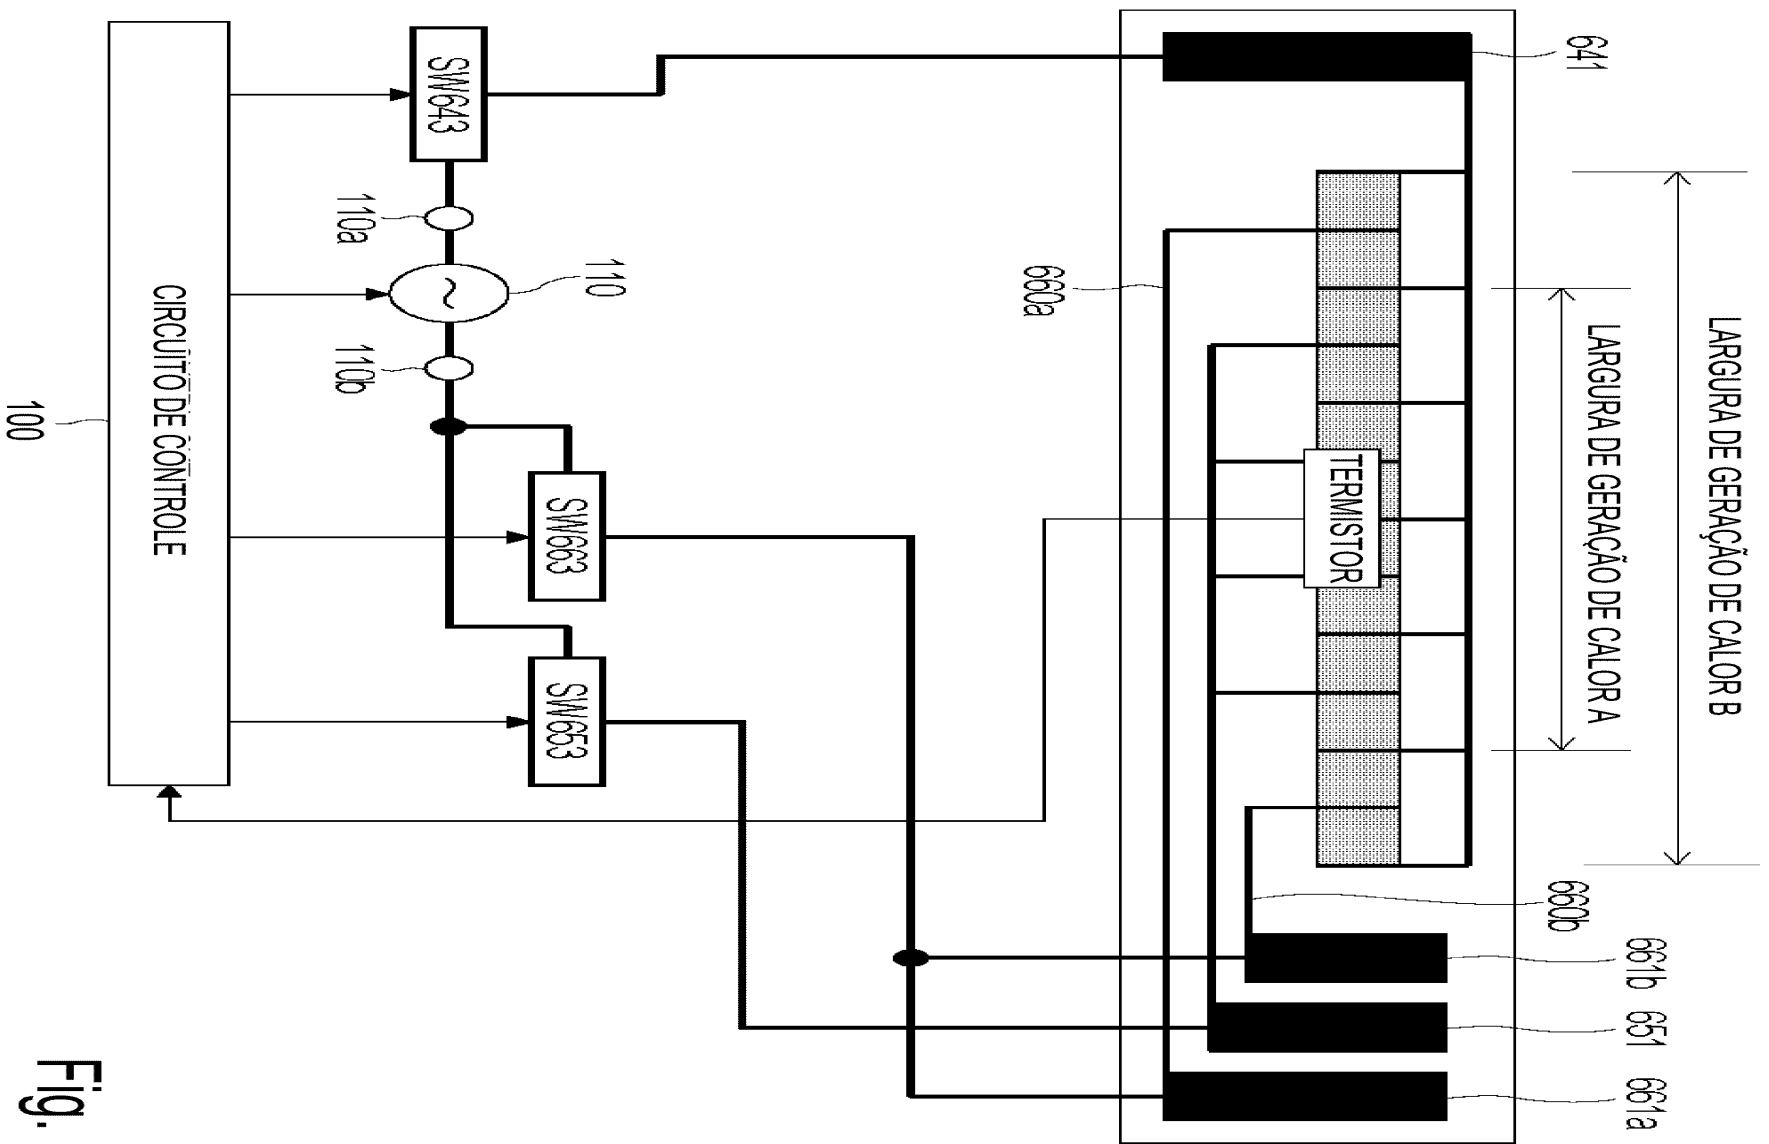 LARGURA DE GERAÇÃO DE CALOR B
LARGURA DE GERAÇÃO DE CALOR A
641
661b
651
661a
660b
TERMISTOR
660a
110
SW663
SW653
SW643
110a
110b
CIRCUÍTO DE CONTROLE
100
Fig.